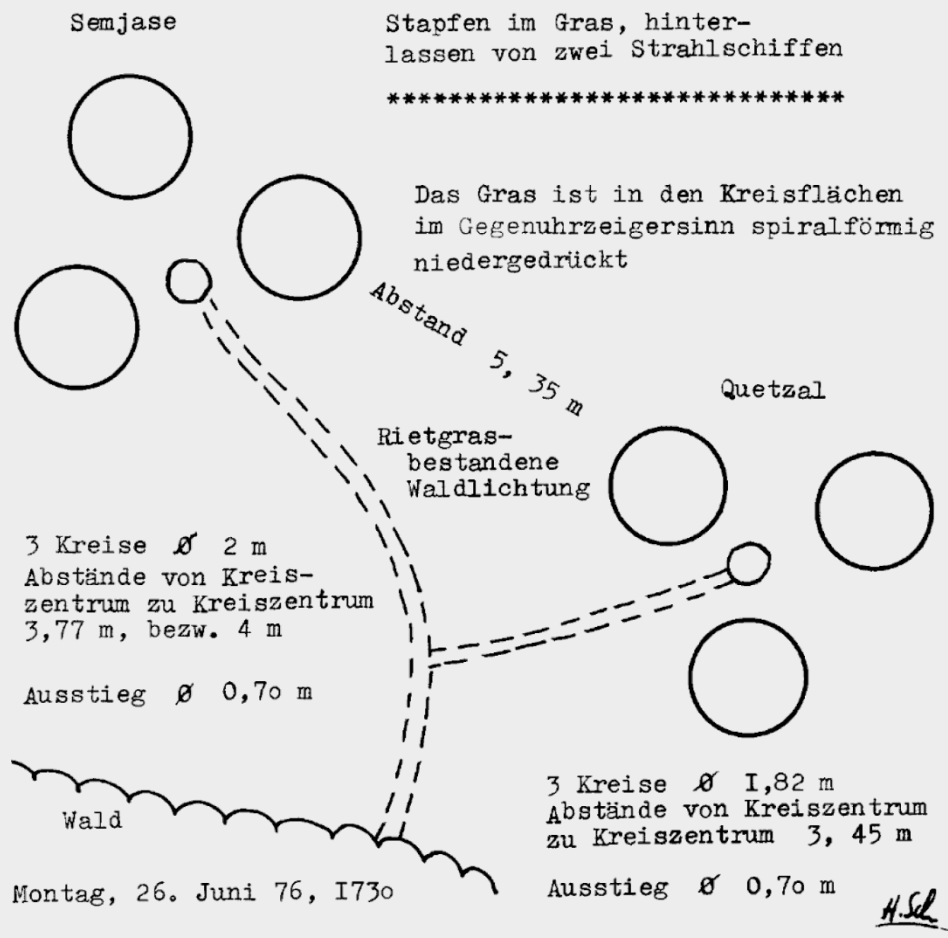 Semjase
Stapfen im Gras, hinter-
lassen von zwei Strahlschiffen
******************************
Das Gras ist in den Kreisflächen
im Gegenuhrzeigersinn spiralförmig
niedergedrückt
Abstand 5, 35 m
Quetzal
Rietgras-
bestandene
Waldlichtung
3 Kreise Ø 2 m
Abstände von Kreis-
zentrum zu Kreiszentrum
3,77 m, bezw. 4 m
Ausstieg Ø 0,7o m
Wald
Montag, 26. Juni 76, I73o
3 Kreise Ø I,82 m
Abstände von Kreiszentrum
zu Kreiszentrum 3, 45 m
Ausstieg Ø 0,7o m
H.Sch